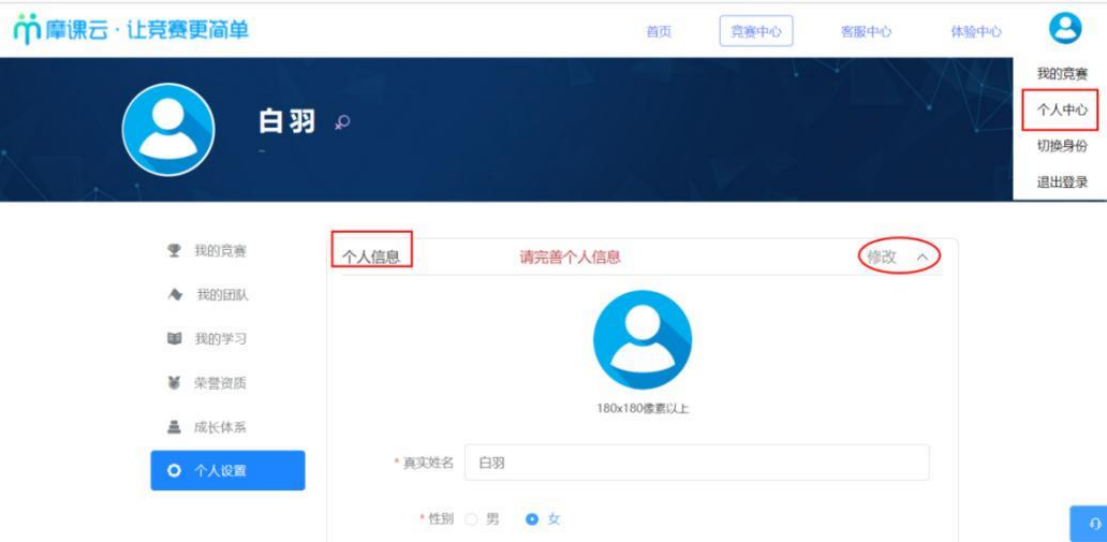 摩课云·让竞赛更简单
首页
竞赛中心
客服中心
体验中心
我的竞赛
个人中心
切换身份
退出登录
白羽
我的竞赛
我的团队
我的学习
荣誉资质
成长体系
个人设置
个人信息
请完善个人信息
修改
180x180像素以上
* 真实姓名
白羽
* 性别
男
女